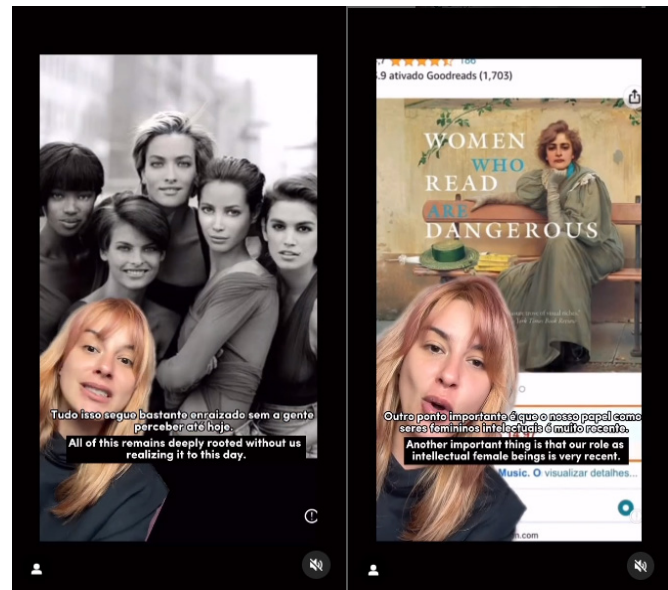 Tudo isso segue bastante enraizado sem a gente
perceber até hoje.
All of this remains deeply rooted without us
realizing it to this day.
.9 ativado Goodreads (1,703)
WOMEN
WHO
READ
ARE
DANGEROUS
Outro ponto importante é que o nosso papel como
seres femininos intelectuais é muito recente.
Another important thing is that our role as
intellectual female beings is very recent.
Music. O visualizar detalhes...
n.com